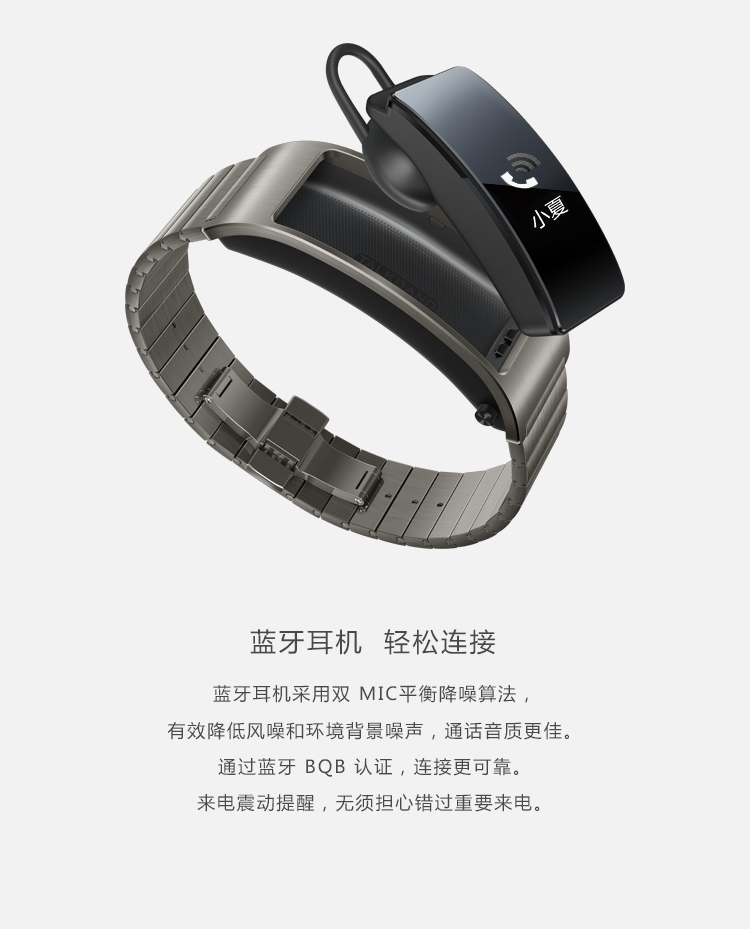 小夏
TALKBAND
蓝牙耳机 轻松连接
蓝牙耳机采用双 MIC平衡降噪算法，
有效降低风噪和环境背景噪声，通话音质更佳。
通过蓝牙 BQB 认证，连接更可靠。
来电震动提醒，无须担心错过重要来电。